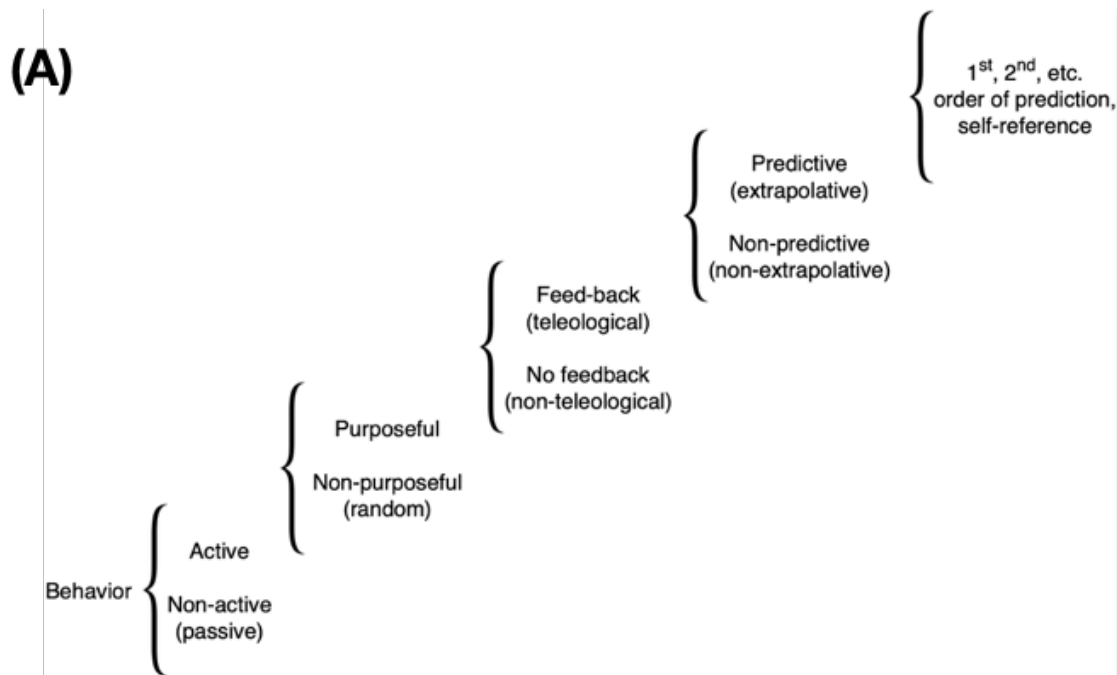 (A)
1st, 2nd, etc.
order of prediction,
self-reference
Predictive
(extrapolative)
Non-predictive
(non-extrapolative)
Feed-back
(teleological)
No feedback
(non-teleological)
Purposeful
Non-purposeful
(random)
Active
Behavior
Non-active
(passive)